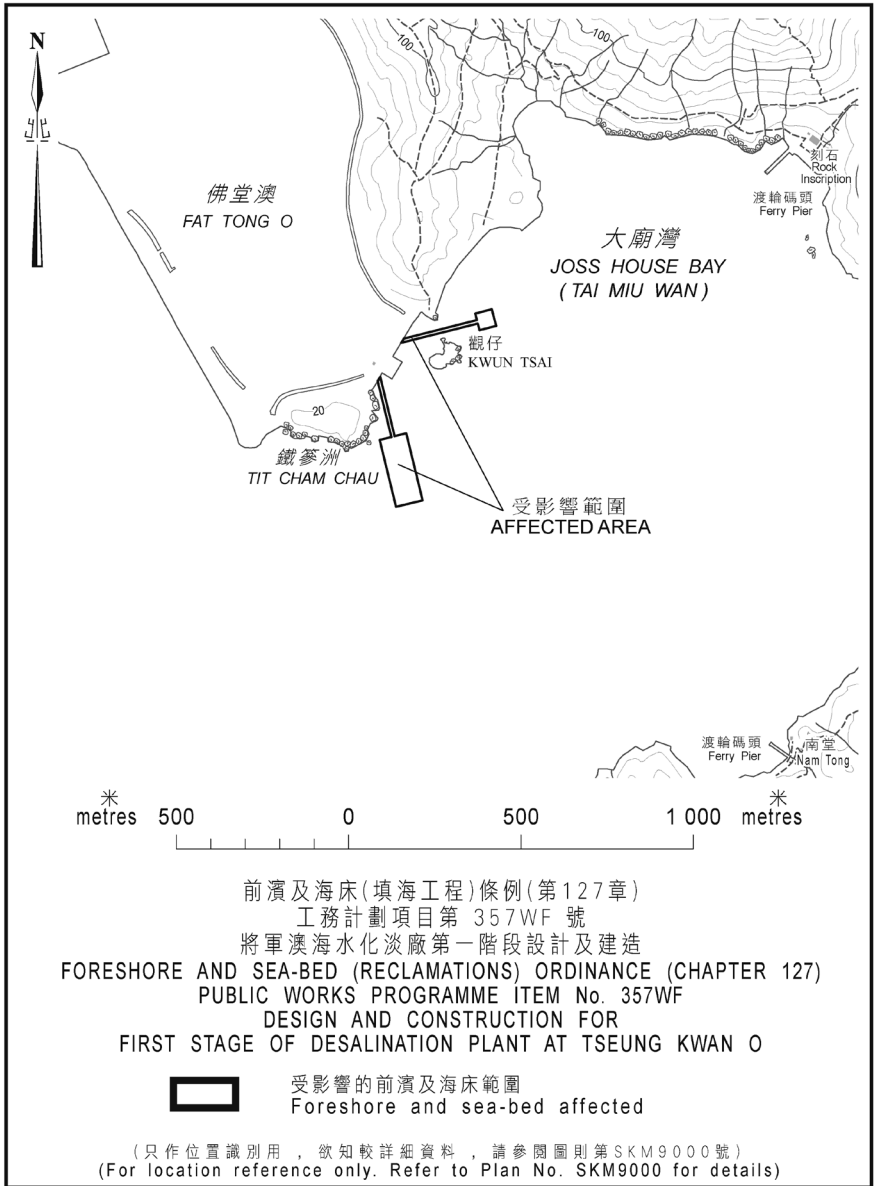 N
100
100
刻石
Rock
Inscription
渡輪碼頭
Ferry Pier
佛堂澳
FAT TONG O
大廟灣
JOSS HOUSE BAY
( TAI MIU WAN )
觀仔
KWUN TSAI
20
鐵篸洲
TIT CHAM CHAU
受影響範圍
AFFECTED AREA
渡輪碼頭
Ferry Pier
南堂
Nam Tong
米
metres 500 0 500 1 000 米
metres
前濱及海床(填海工程)條例(第127章)
工務計劃項目第 357WF 號
將軍澳海水化淡廠第一階段設計及建造
FORESHORE AND SEA-BED (RECLAMATIONS) ORDINANCE (CHAPTER 127)
PUBLIC WORKS PROGRAMME ITEM No. 357WF
DESIGN AND CONSTRUCTION FOR
FIRST STAGE OF DESALINATION PLANT AT TSEUNG KWAN O
受影響的前濱及海床範圍
Foreshore and sea-bed affected
(只作位置識別用 , 欲知較詳細資料 , 請參閱圖則第SKM9000號)
(For location reference only. Refer to Plan No. SKM9000 for details)